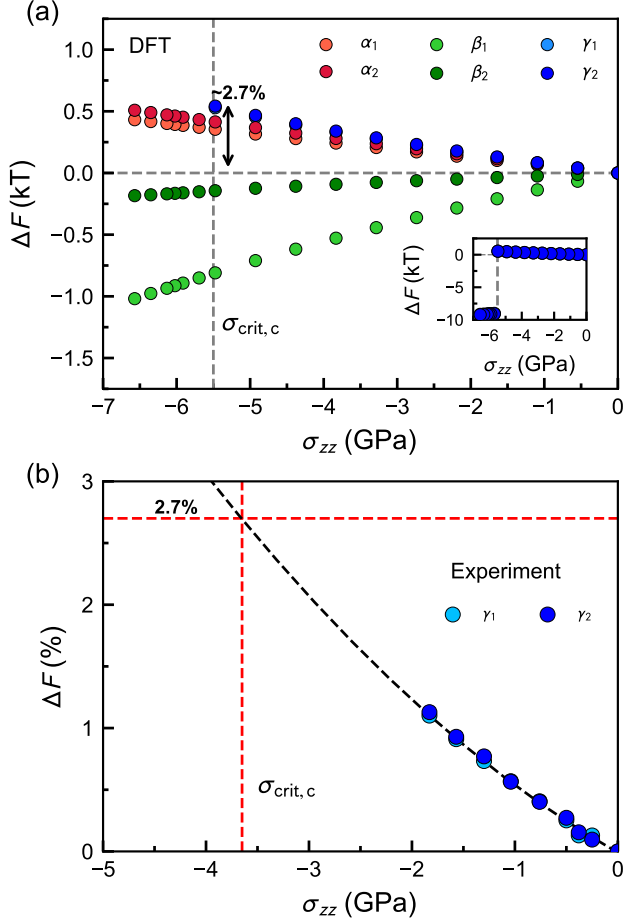 (a)
DFT
α1 β1 γ1
α2 β2 γ2
~2.7%
1.0
0.5
0.0
−0.5
−1.0
−1.5
ΔF (kT)
σcrit, c
0
−5
−10
ΔF (kT)
−6 −4 −2 0
σzz (GPa)
−7 −6 −5 −4 −3 −2 −1 0
σzz (GPa)
(b)
3
2
1
0
ΔF (%)
2.7%
Experiment
γ1 γ2
σcrit, c
−5 −4 −3 −2 −1 0
σzz (GPa)